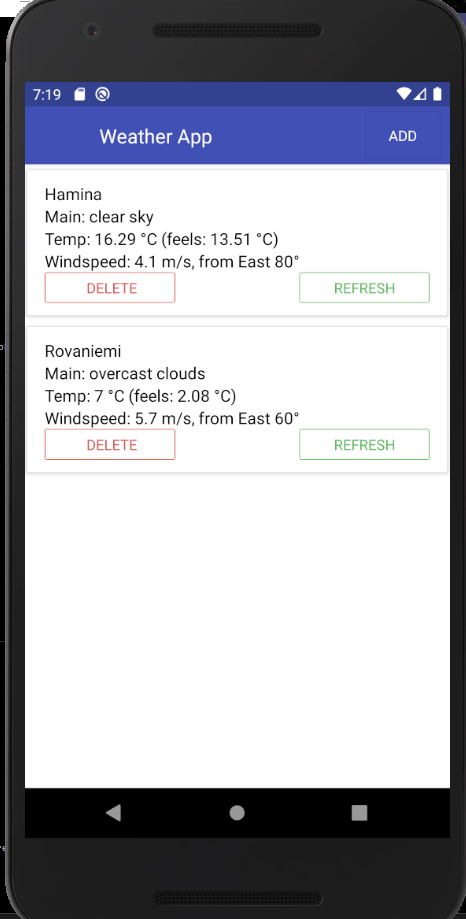 7:19
Weather App ADD
Hamina
Main: clear sky
Temp: 16.29 °C (feels: 13.51 °C)
Windspeed: 4.1 m/s, from East 80°
DELETE REFRESH
Rovaniemi
Main: overcast clouds
Temp: 7 °C (feels: 2.08 °C)
Windspeed: 5.7 m/s, from East 60°
DELETE REFRESH